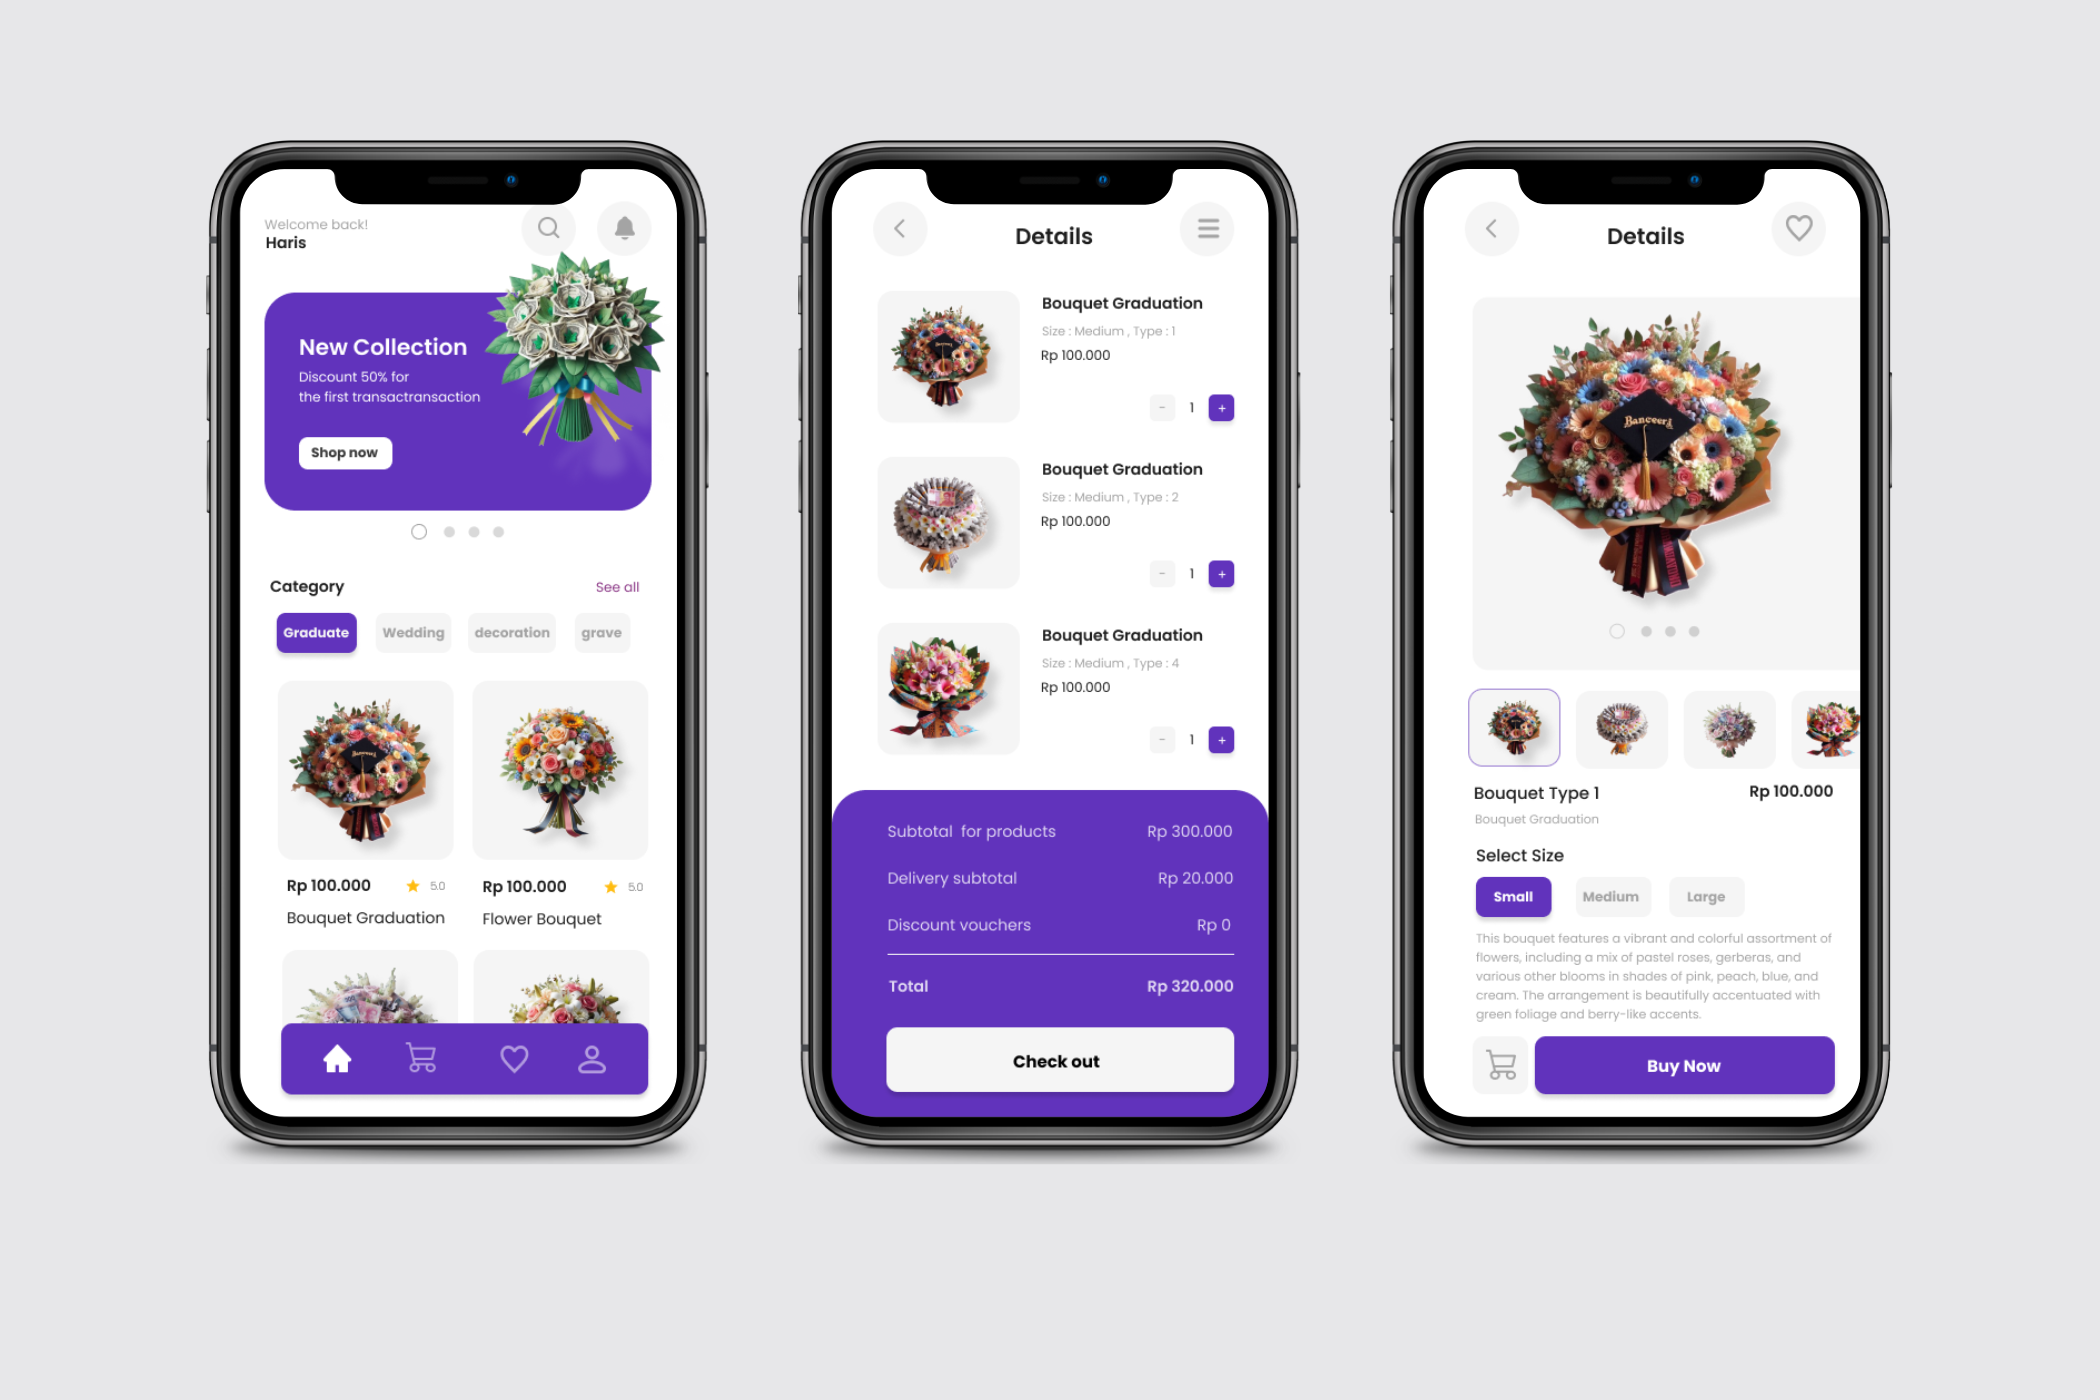 Welcome back!
Haris
New Collection
Discount 50% for
the first transactransaction
Shop now
Category
See all
Graduate
Wedding
decoration
grave
Rp 100.000
5.0
Rp 100.000
5.0
Bouquet Graduation
Flower Bouquet
Details
Bouquet Graduation
Size : Medium , Type : 1
Rp 100.000
- 1 +
Bouquet Graduation
Size : Medium , Type : 2
Rp 100.000
- 1 +
Bouquet Graduation
Size : Medium , Type : 4
Rp 100.000
- 1 +
Subtotal for products
Rp 300.000
Delivery subtotal
Rp 20.000
Discount vouchers
Rp 0
Total
Rp 320.000
Check out
Details
Banceer
Bouquet Type 1
Rp 100.000
Bouquet Graduation
Select Size
Small
Medium
Large
This bouquet features a vibrant and colorful assortment of
flowers, including a mix of pastel roses, gerberas, and
various other blooms in shades of pink, peach, blue, and
cream. The arrangement is beautifully accentuated with
green foliage and berry-like accents.
Buy Now